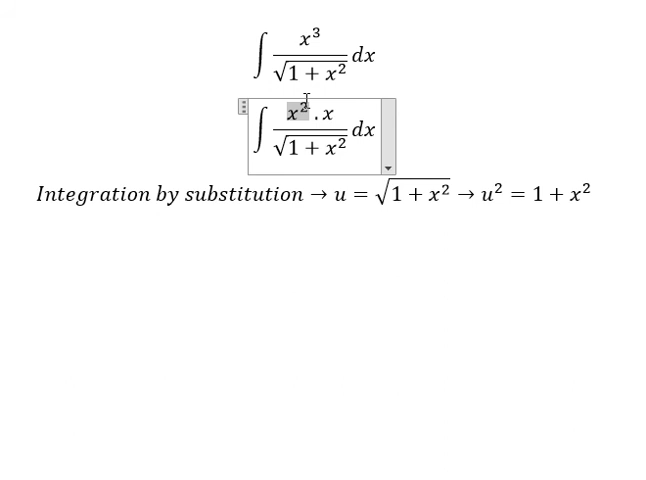 ∫ x³ / √(1 + x²) dx
∫ x² . x / √(1 + x²) dx
Integration by substitution → u = √(1 + x²) → u² = 1 + x²